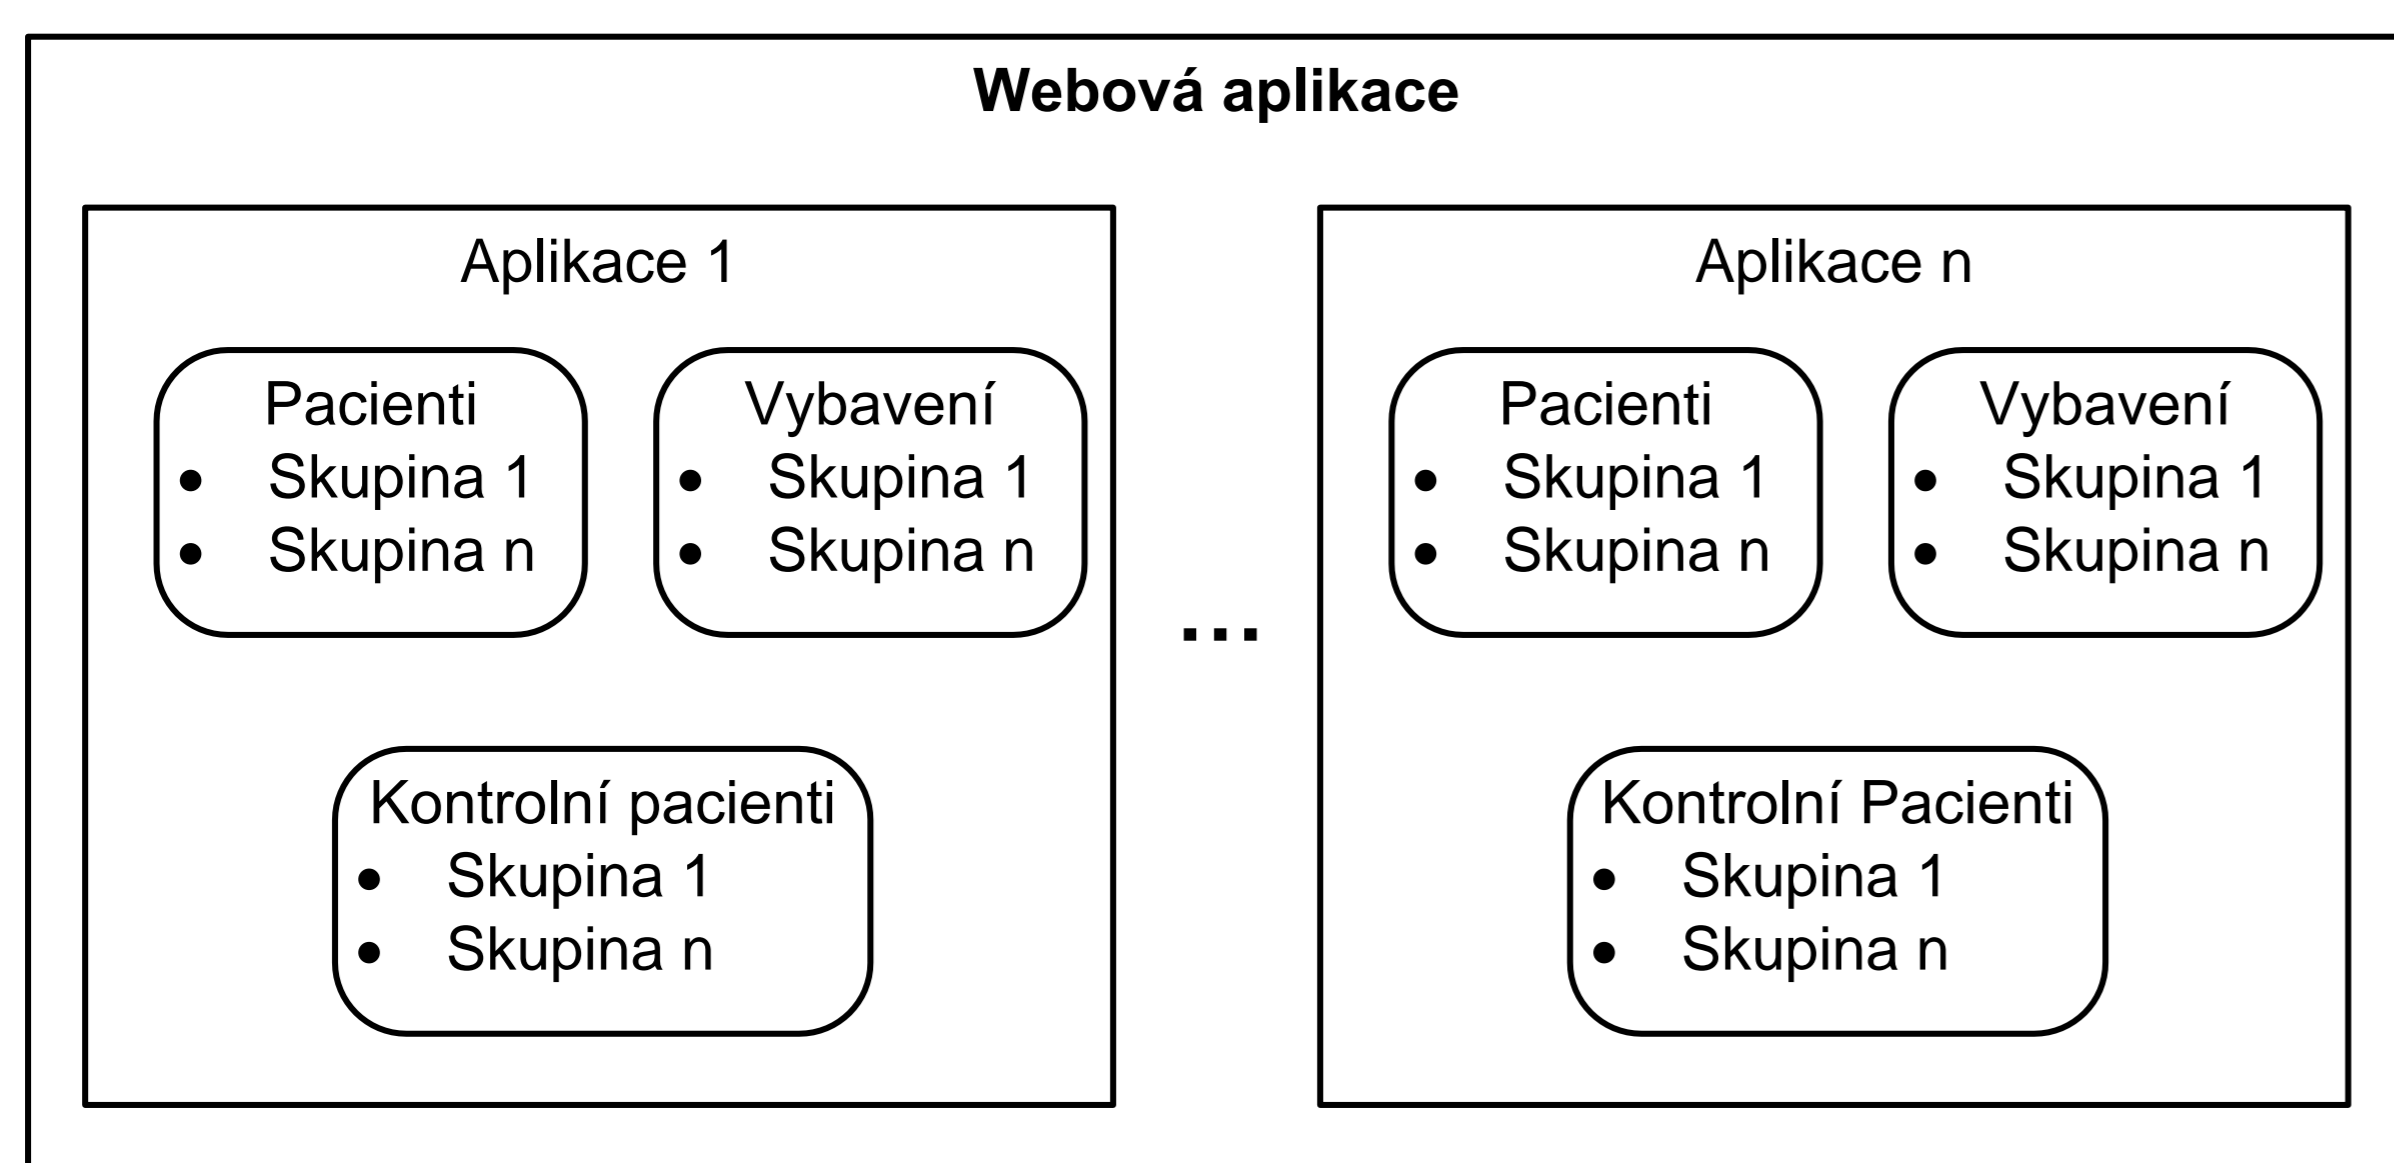 Webová aplikace
Aplikace 1
Pacienti
• Skupina 1
• Skupina n
Vybavení
• Skupina 1
• Skupina n
Kontrolní pacienti
• Skupina 1
• Skupina n
...
Aplikace n
Pacienti
• Skupina 1
• Skupina n
Vybavení
• Skupina 1
• Skupina n
Kontrolní Pacienti
• Skupina 1
• Skupina n